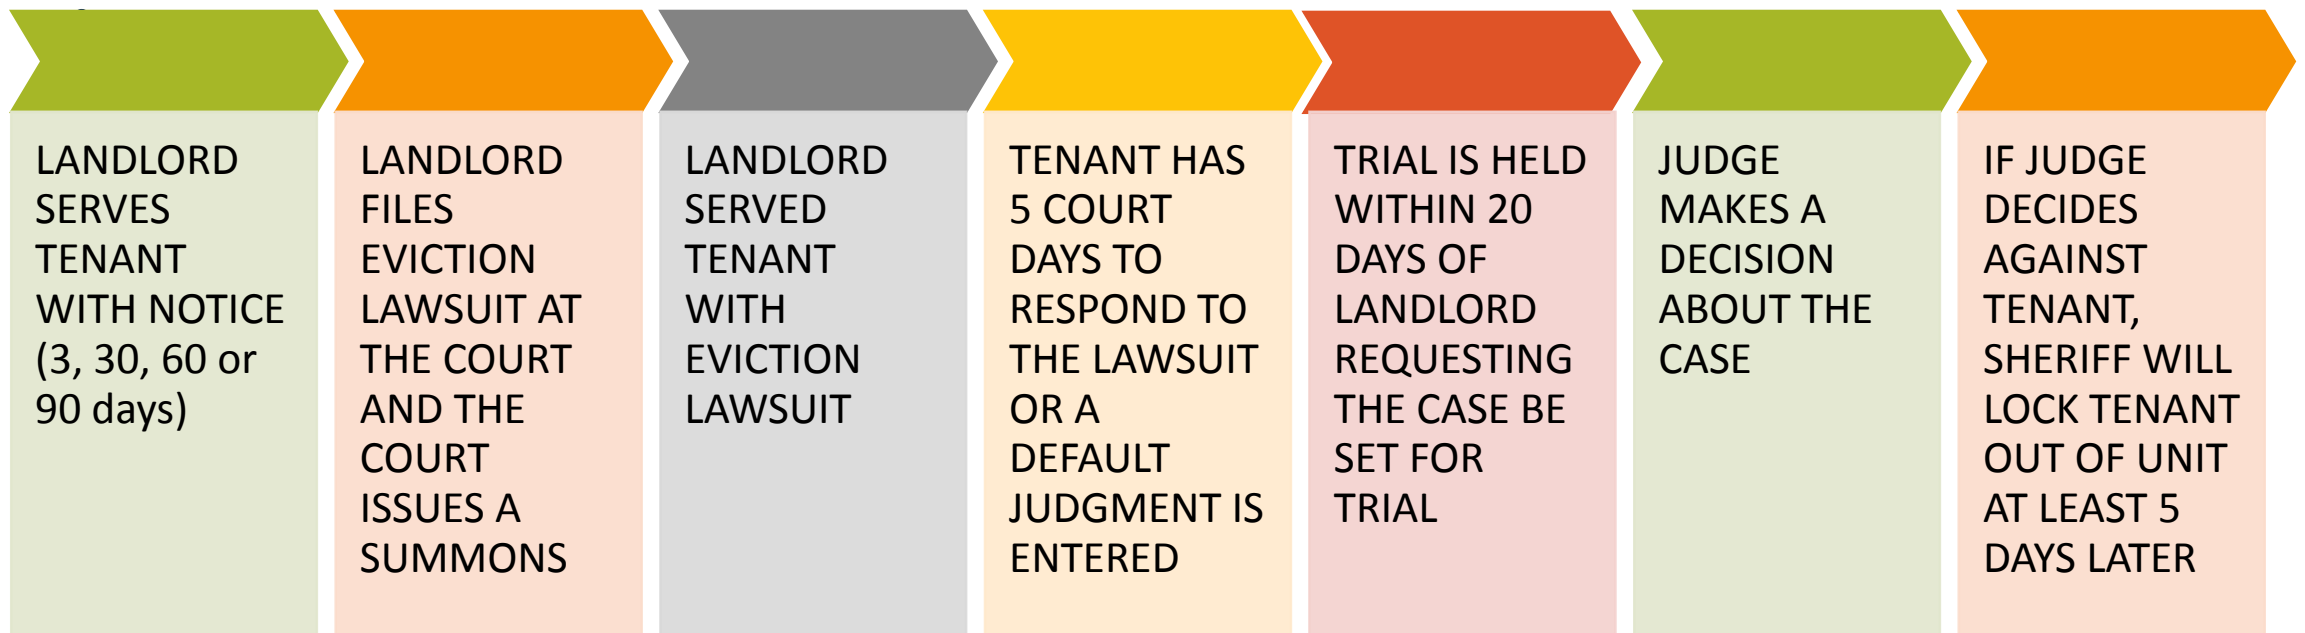 LANDLORD
SERVES
TENANT
WITH NOTICE
(3, 30, 60 or
90 days)
LANDLORD
FILES
EVICTION
LAWSUIT AT
THE COURT
AND THE
COURT
ISSUES A
SUMMONS
LANDLORD
SERVED
TENANT
WITH
EVICTION
LAWSUIT
TENANT HAS
5 COURT
DAYS TO
RESPOND TO
THE LAWSUIT
OR A
DEFAULT
JUDGMENT IS
ENTERED
TRIAL IS HELD
WITHIN 20
DAYS OF
LANDLORD
REQUESTING
THE CASE BE
SET FOR
TRIAL
JUDGE
MAKES A
DECISION
ABOUT THE
CASE
IF JUDGE
DECIDES
AGAINST
TENANT,
SHERIFF WILL
LOCK TENANT
OUT OF UNIT
AT LEAST 5
DAYS LATER